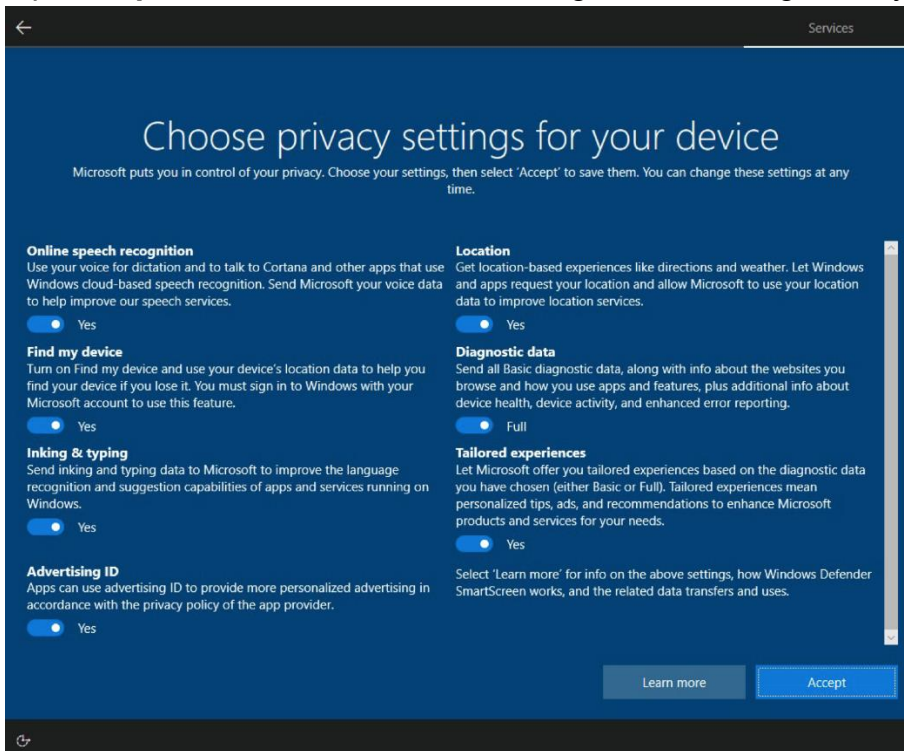 Services
Choose privacy settings for your device
Microsoft puts you in control of your privacy. Choose your settings, then select 'Accept' to save them. You can change these settings at any
time.
Online speech recognition
Use your voice for dictation and to talk to Cortana and other apps that use
Windows cloud-based speech recognition. Send Microsoft your voice data
to help improve our speech services.
Yes
Find my device
Turn on Find my device and use your device's location data to help you
find your device if you lose it. You must sign in to Windows with your
Microsoft account to use this feature.
Yes
Inking & typing
Send inking and typing data to Microsoft to improve the language
recognition and suggestion capabilities of apps and services running on
Windows.
Yes
Advertising ID
Apps can use advertising ID to provide more personalized advertising in
accordance with the privacy policy of the app provider.
Yes
Location
Get location-based experiences like directions and weather. Let Windows
and apps request your location and allow Microsoft to use your location
data to improve location services.
Yes
Diagnostic data
Send all Basic diagnostic data, along with info about the websites you
browse and how you use apps and features, plus additional info about
device health, device activity, and enhanced error reporting.
Full
Tailored experiences
Let Microsoft offer you tailored experiences based on the diagnostic data
you have chosen (either Basic or Full). Tailored experiences mean
personalized tips, ads, and recommendations to enhance Microsoft
products and services for your needs.
Yes
Select 'Learn more' for info on the above settings, how Windows Defender
SmartScreen works, and the related data transfers and uses.
Learn more
Accept